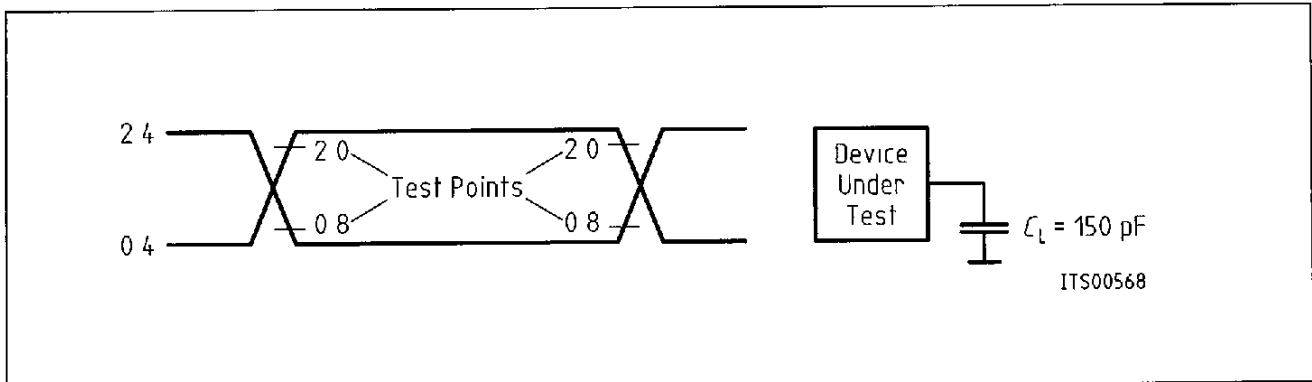 2 4
2 0
2 0
Test Points
0 8
0 8
0 4
Device
Under
Test
C_L = 150 pF
ITS00568